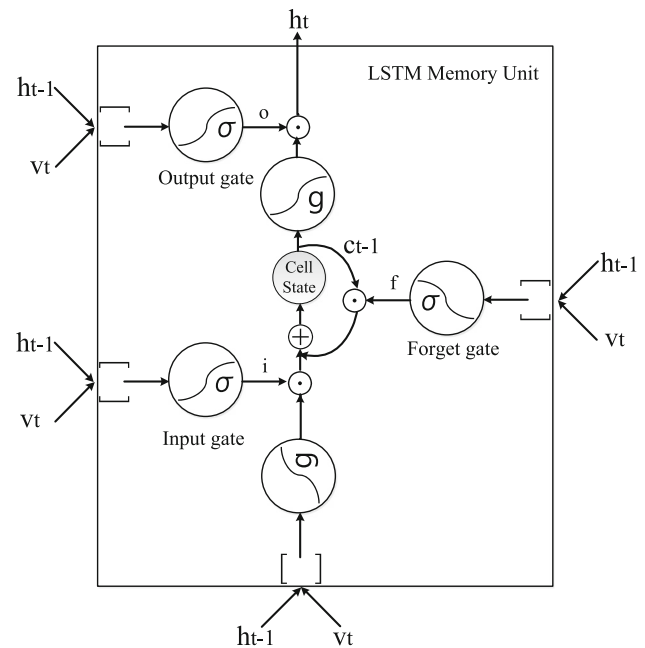 ht
LSTM Memory Unit
ht-1
vt
σ
o
Output gate
g
ct-1
Cell
State
f
σ
ht-1
vt
Forget gate
+
ht-1
vt
σ
i
Input gate
g
ht-1
vt